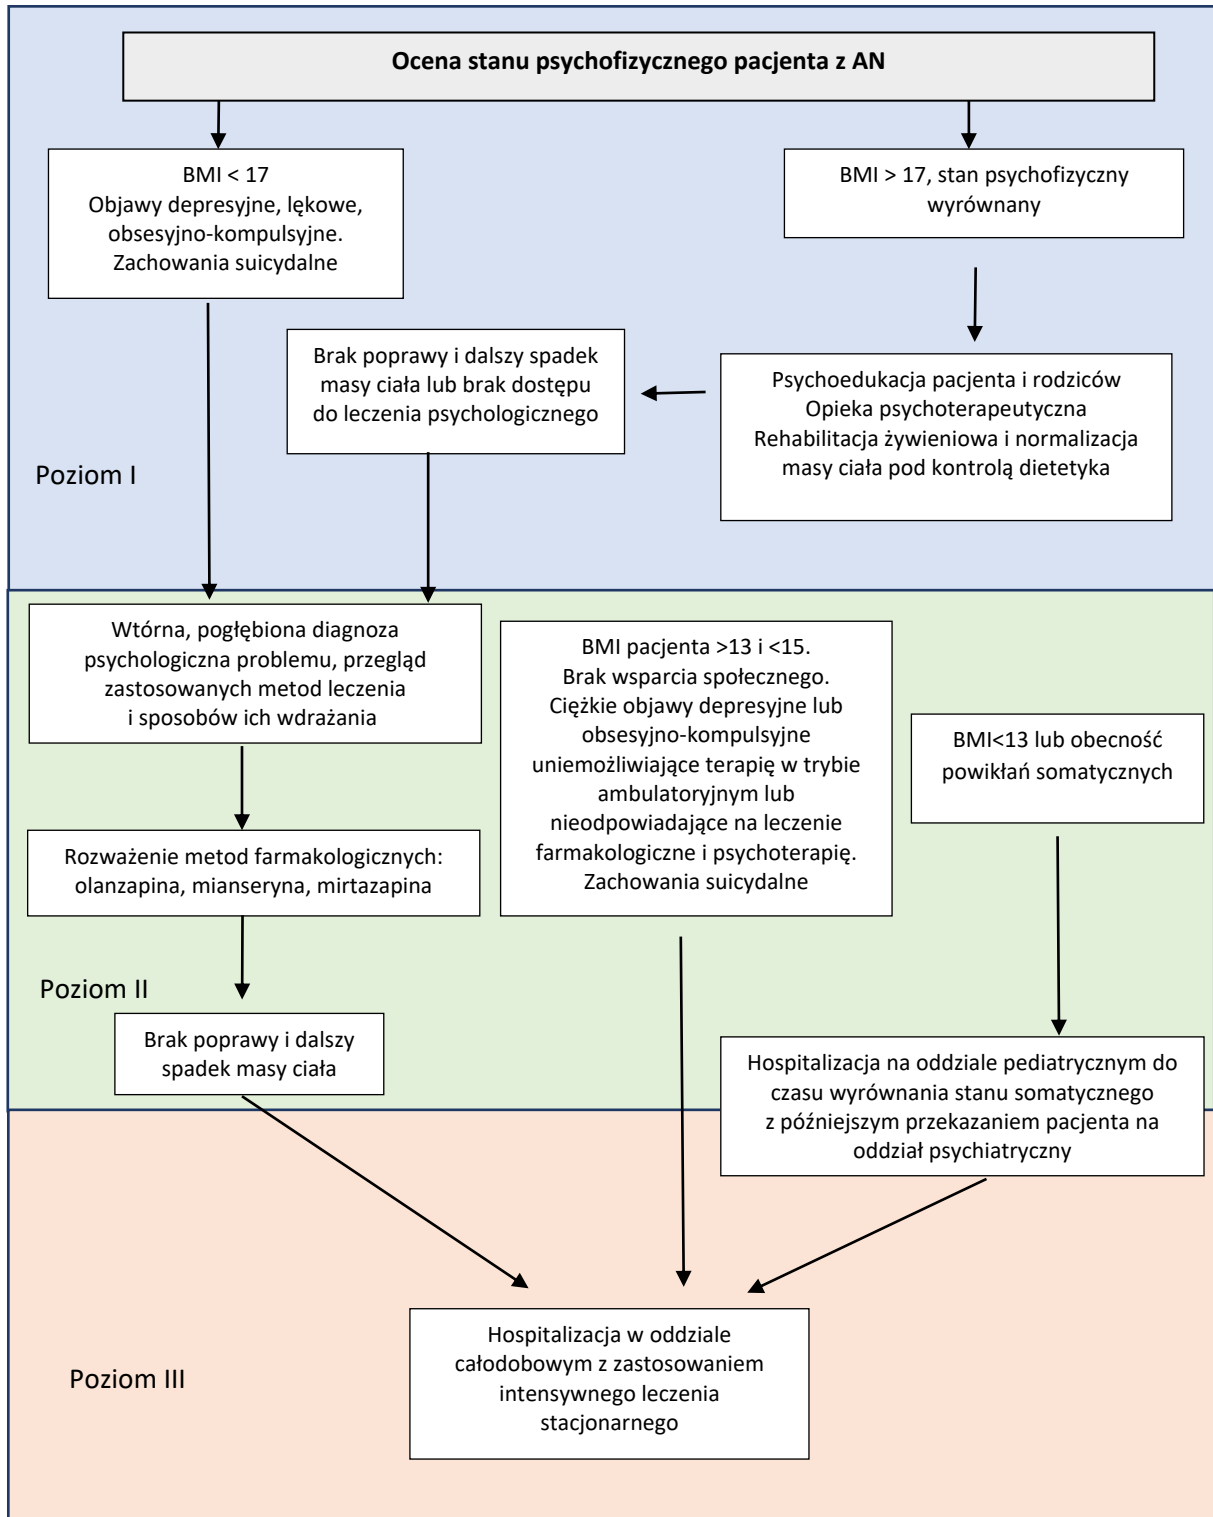 Ocena stanu psychofizycznego pacjenta z AN
BMI < 17
Objawy depresyjne, lękowe,
obsesyjno-kompulsyjne.
Zachowania suicydalne
BMI > 17, stan psychofizyczny
wyrównany
Brak poprawy i dalszy spadek
masy ciała lub brak dostępu
do leczenia psychologicznego
Psychoedukacja pacjenta i rodziców
Opieka psychoterapeutyczna
Rehabilitacja żywieniowa i normalizacja
masy ciała pod kontrolą dietetyka
Poziom I
Wtórna, pogłębiona diagnoza
psychologiczna problemu, przegląd
zastosowanych metod leczenia
i sposobów ich wdrażania
BMI pacjenta >13 i <15.
Brak wsparcia społecznego.
Ciężkie objawy depresyjne lub
obsesyjno-kompulsyjne
uniemożliwiające terapię w trybie
ambulatoryjnym lub
nieodpowiadające na leczenie
farmakologiczne i psychoterapię.
Zachowania suicydalne
BMI<13 lub obecność
powikłań somatycznych
Rozważenie metod farmakologicznych:
olanzapina, mianseryna, mirtazapina
Poziom II
Brak poprawy i dalszy
spadek masy ciała
Hospitalizacja na oddziale pediatrycznym do
czasu wyrównania stanu somatycznego
z późniejszym przekazaniem pacjenta na
oddział psychiatryczny
Hospitalizacja w oddziale
całodobowym z zastosowaniem
intensywnego leczenia
stacjonarnego
Poziom III